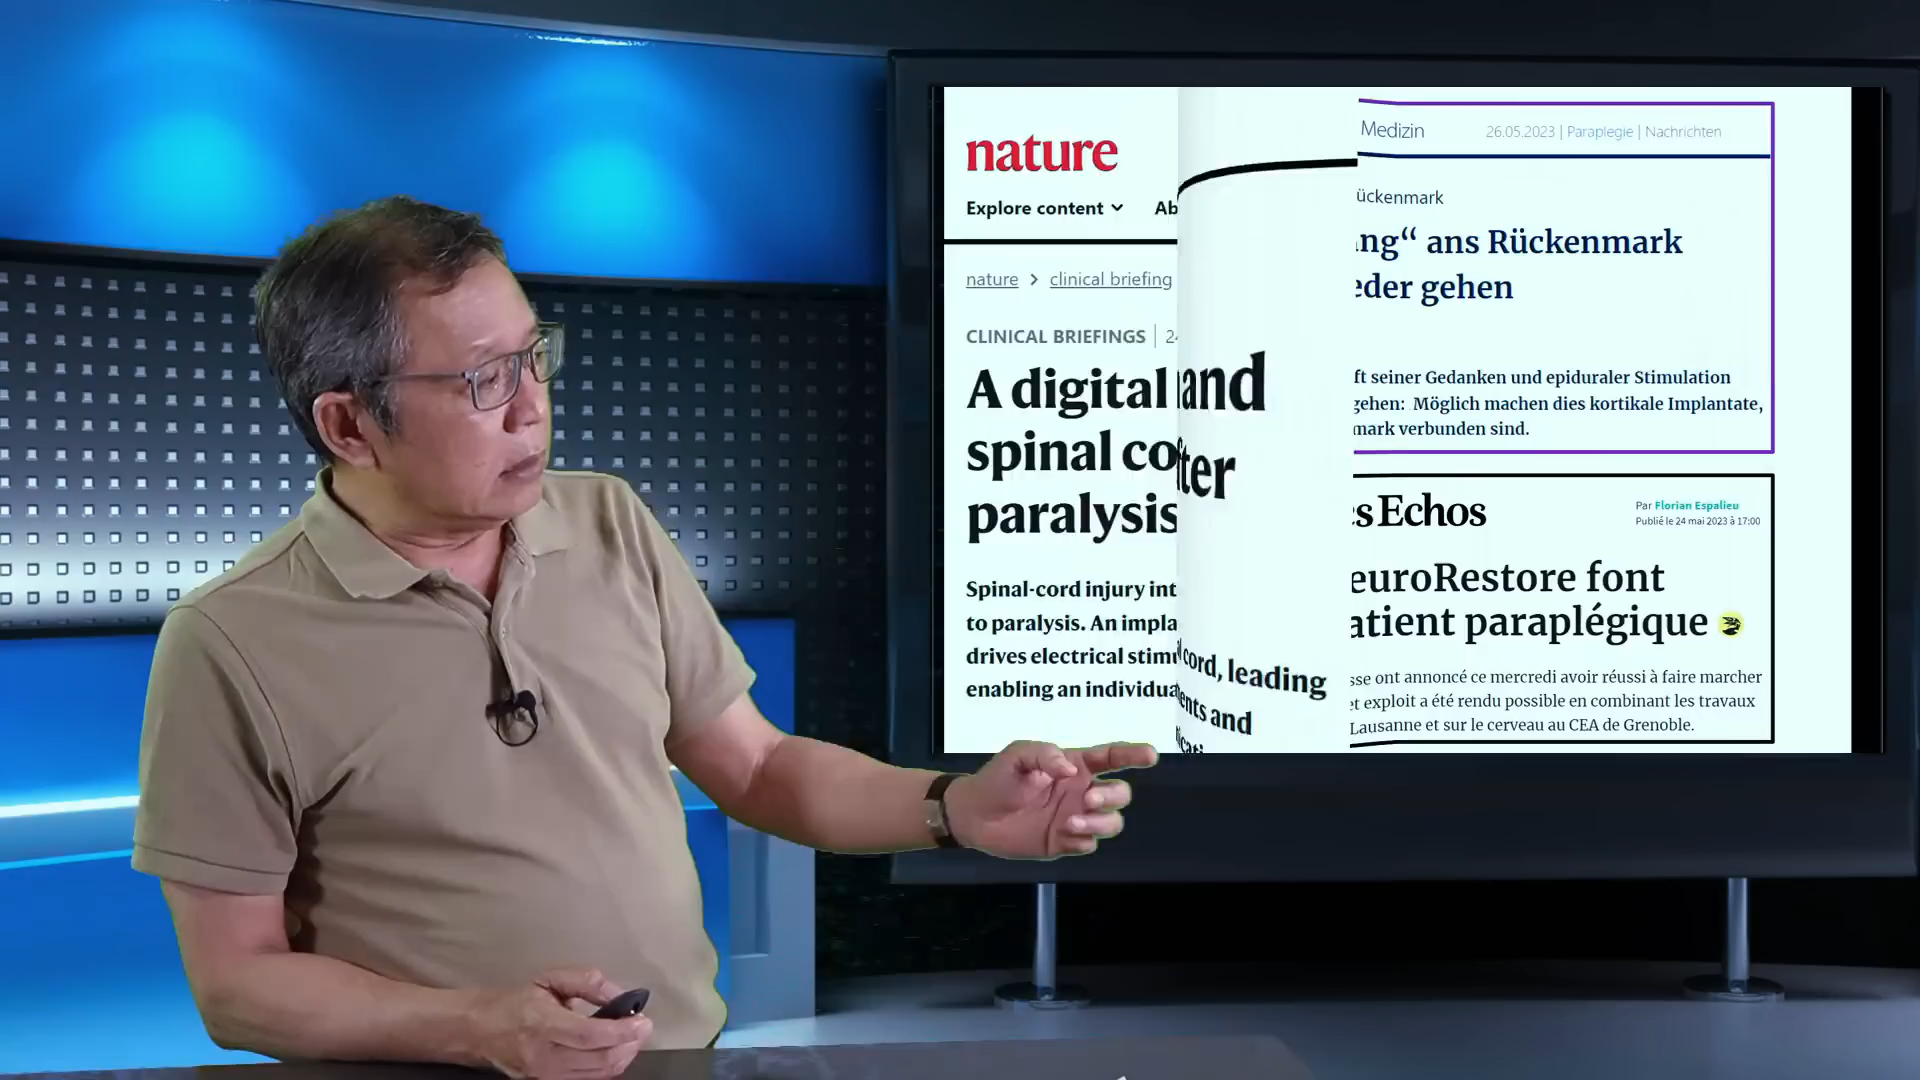 nature
Explore content
nature > clinical briefing
CLINICAL BRIEFINGS
A digital
spinal co
paralysis
Spinal-cord injury int
to paralysis. An impla
drives electrical stim
enabling an individua
and
ter
cord, leading
ents and
Medizin
26.05.2023 | Paraplegie | Nachrichten
ückenmark
ng“ ans Rückenmark
eder gehen
ft seiner Gedanken und epiduraler Stimulation
gehen: Möglich machen dies kortikale Implantate,
mark verbunden sind.
es Echos
Par Florian Espalieu
Publié le 24 mai 2023 à 17:00
euroRestore font
atient paraplégique
sse ont annoncé ce mercredi avoir réussi à faire marcher
et exploit a été rendu possible en combinant les travaux
Lausanne et sur le cerveau au CEA de Grenoble.